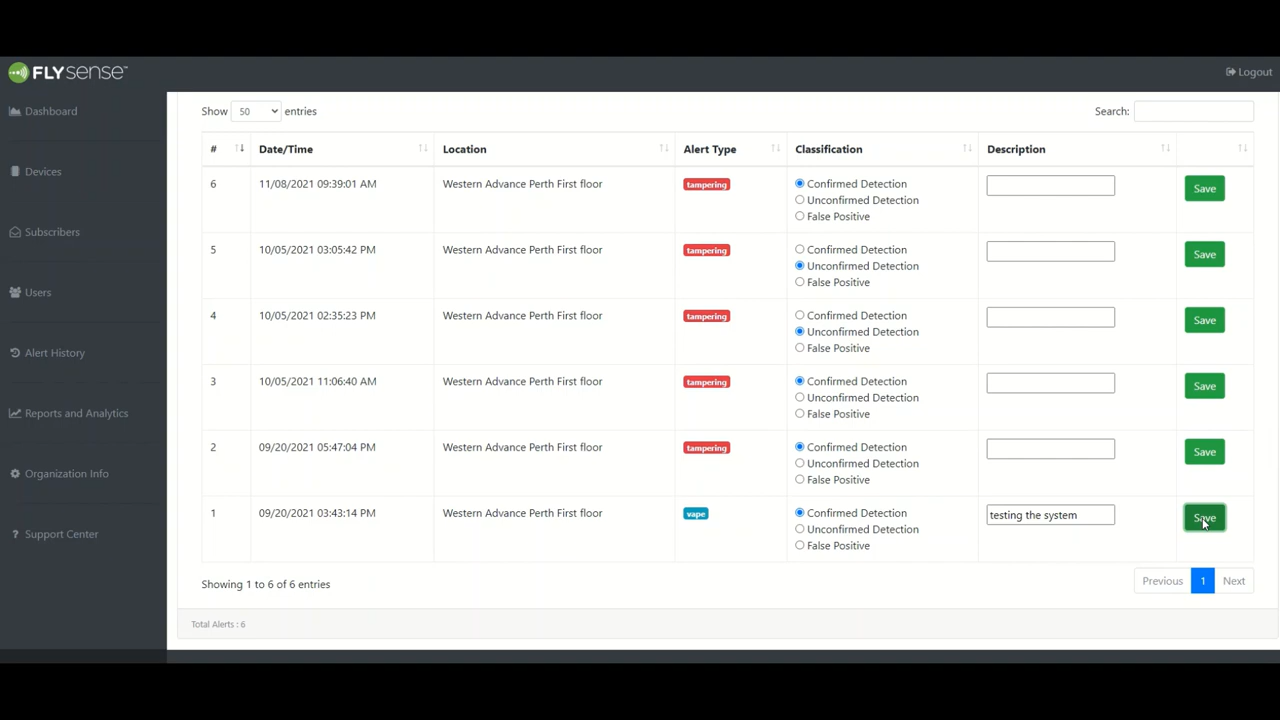 FLYSENSE™
Logout
Dashboard
Devices
Subscribers
Users
Alert History
Reports and Analytics
Organization Info
Support Center
Show 50 entries
Search:
# Date/Time Location Alert Type Classification Description
6 11/08/2021 09:39:01 AM Western Advance Perth First floor tampering Confirmed Detection Save
Unconfirmed Detection
False Positive
5 10/05/2021 03:05:42 PM Western Advance Perth First floor tampering Confirmed Detection Save
Unconfirmed Detection
False Positive
4 10/05/2021 02:35:23 PM Western Advance Perth First floor tampering Confirmed Detection Save
Unconfirmed Detection
False Positive
3 10/05/2021 11:06:40 AM Western Advance Perth First floor tampering Confirmed Detection Save
Unconfirmed Detection
False Positive
2 09/20/2021 05:47:04 PM Western Advance Perth First floor tampering Confirmed Detection Save
Unconfirmed Detection
False Positive
1 09/20/2021 03:43:14 PM Western Advance Perth First floor vape Confirmed Detection testing the system Save
Unconfirmed Detection
False Positive
Showing 1 to 6 of 6 entries
Previous 1 Next
Total Alerts : 6